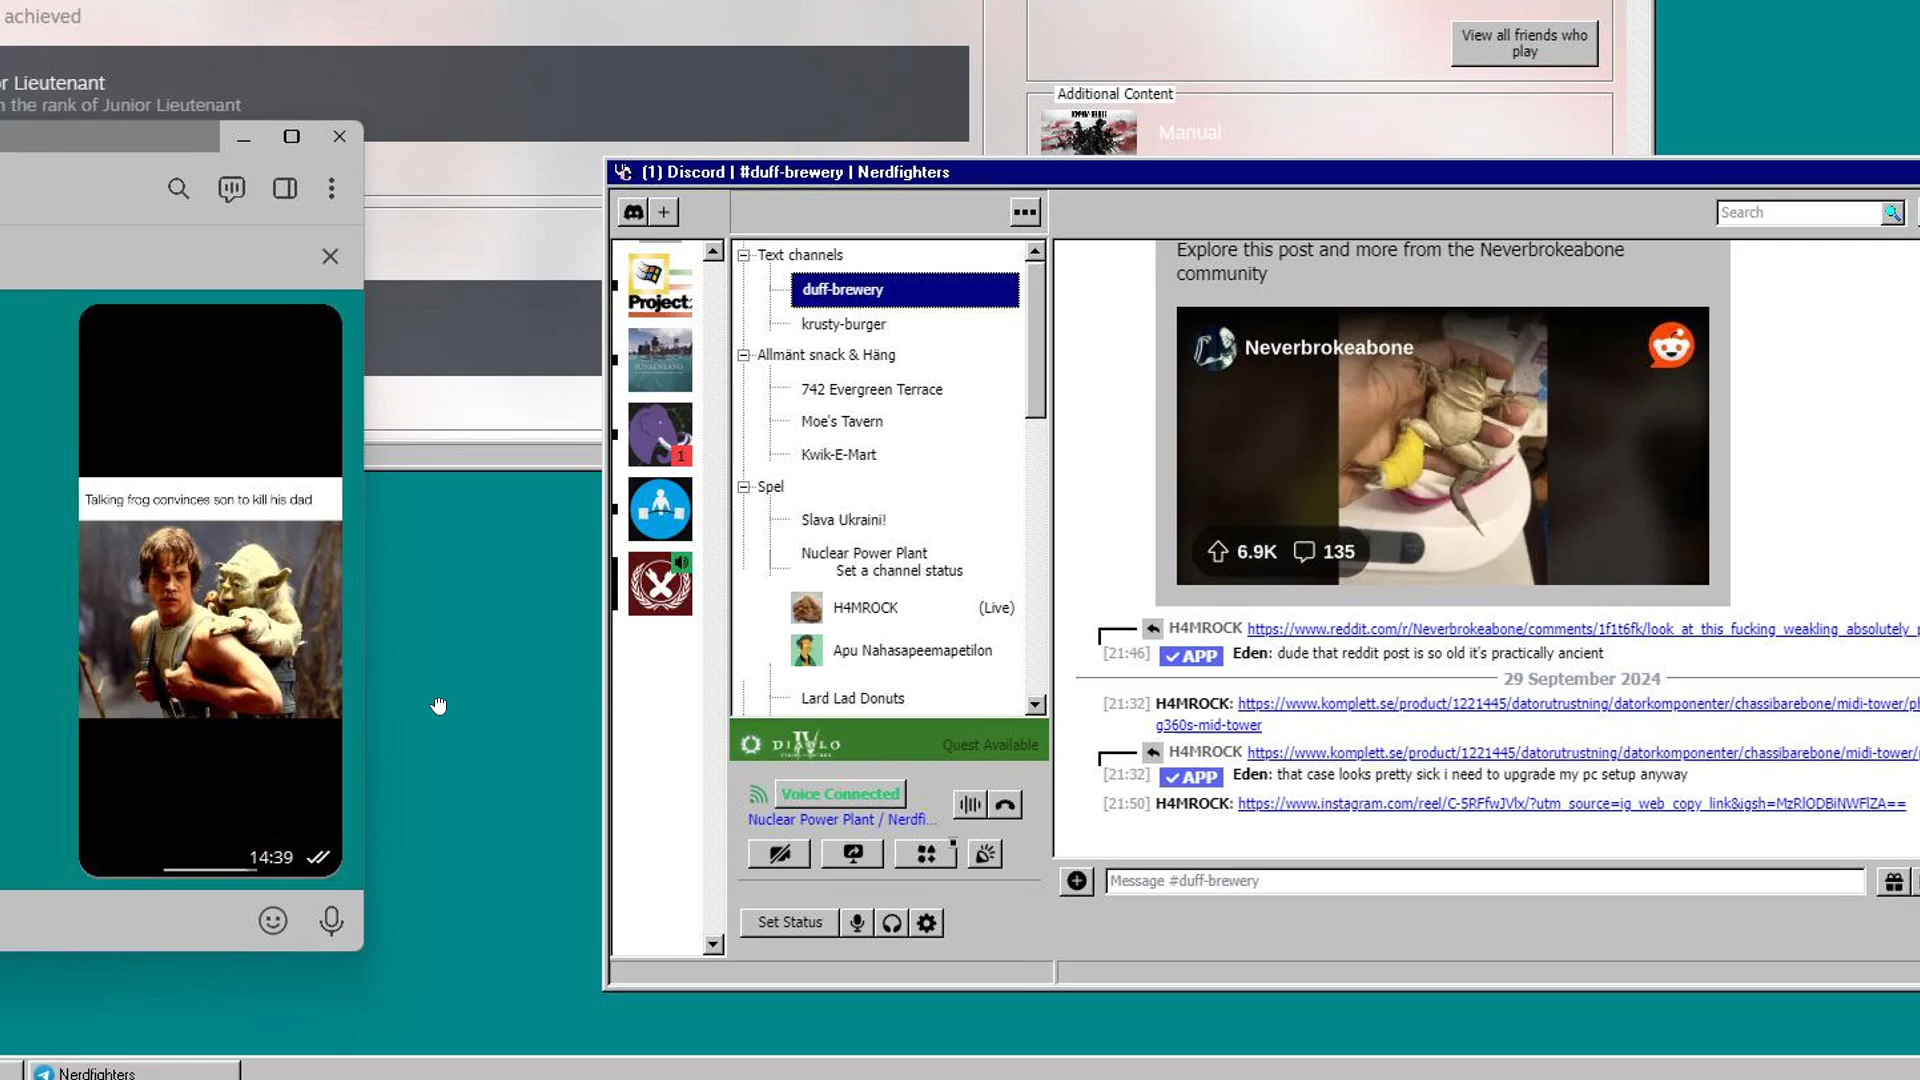 achieved
r Lieutenant
n the rank of Junior Lieutenant
View all friends who
play
Additional Content
Manual
Talking frog convinces son to kill his dad
14:39
(1) Discord | #duff-brewery | Nerdfighters
Search
Project
1
Text channels
duff-brewery
krusty-burger
Allmänt snack & Häng
742 Evergreen Terrace
Moe's Tavern
Kwik-E-Mart
Spel
Slava Ukraini!
Nuclear Power Plant
Set a channel status
H4MROCK (Live)
Apu Nahasapeemapetilon
Lard Lad Donuts
DIABLO IV
Quest Available
Voice Connected
Nuclear Power Plant / Nerdfi...
Set Status
Explore this post and more from the Neverbrokeabone
community
Neverbrokeabone
6.9K 135
H4MROCK https://www.reddit.com/r/Neverbrokeabone/comments/1f1t6fk/look_at_this_fucking_weakling_absolutely_p
[21:46] APP Eden: dude that reddit post is so old it's practically ancient
29 September 2024
[21:32] H4MROCK: https://www.komplett.se/product/1221445/datorutrustning/datorkomponenter/chassibarebone/midi-tower/ph
g360s-mid-tower
H4MROCK https://www.komplett.se/product/1221445/datorutrustning/datorkomponenter/chassibarebone/midi-tower/
[21:32] APP Eden: that case looks pretty sick i need to upgrade my pc setup anyway
[21:50] H4MROCK: https://www.instagram.com/reel/C-5RFfwJVlx/?utm_source=ig_web_copy_link&igsh=MzRlODBiNWFlZA==
Message #duff-brewery
Nerdfighters